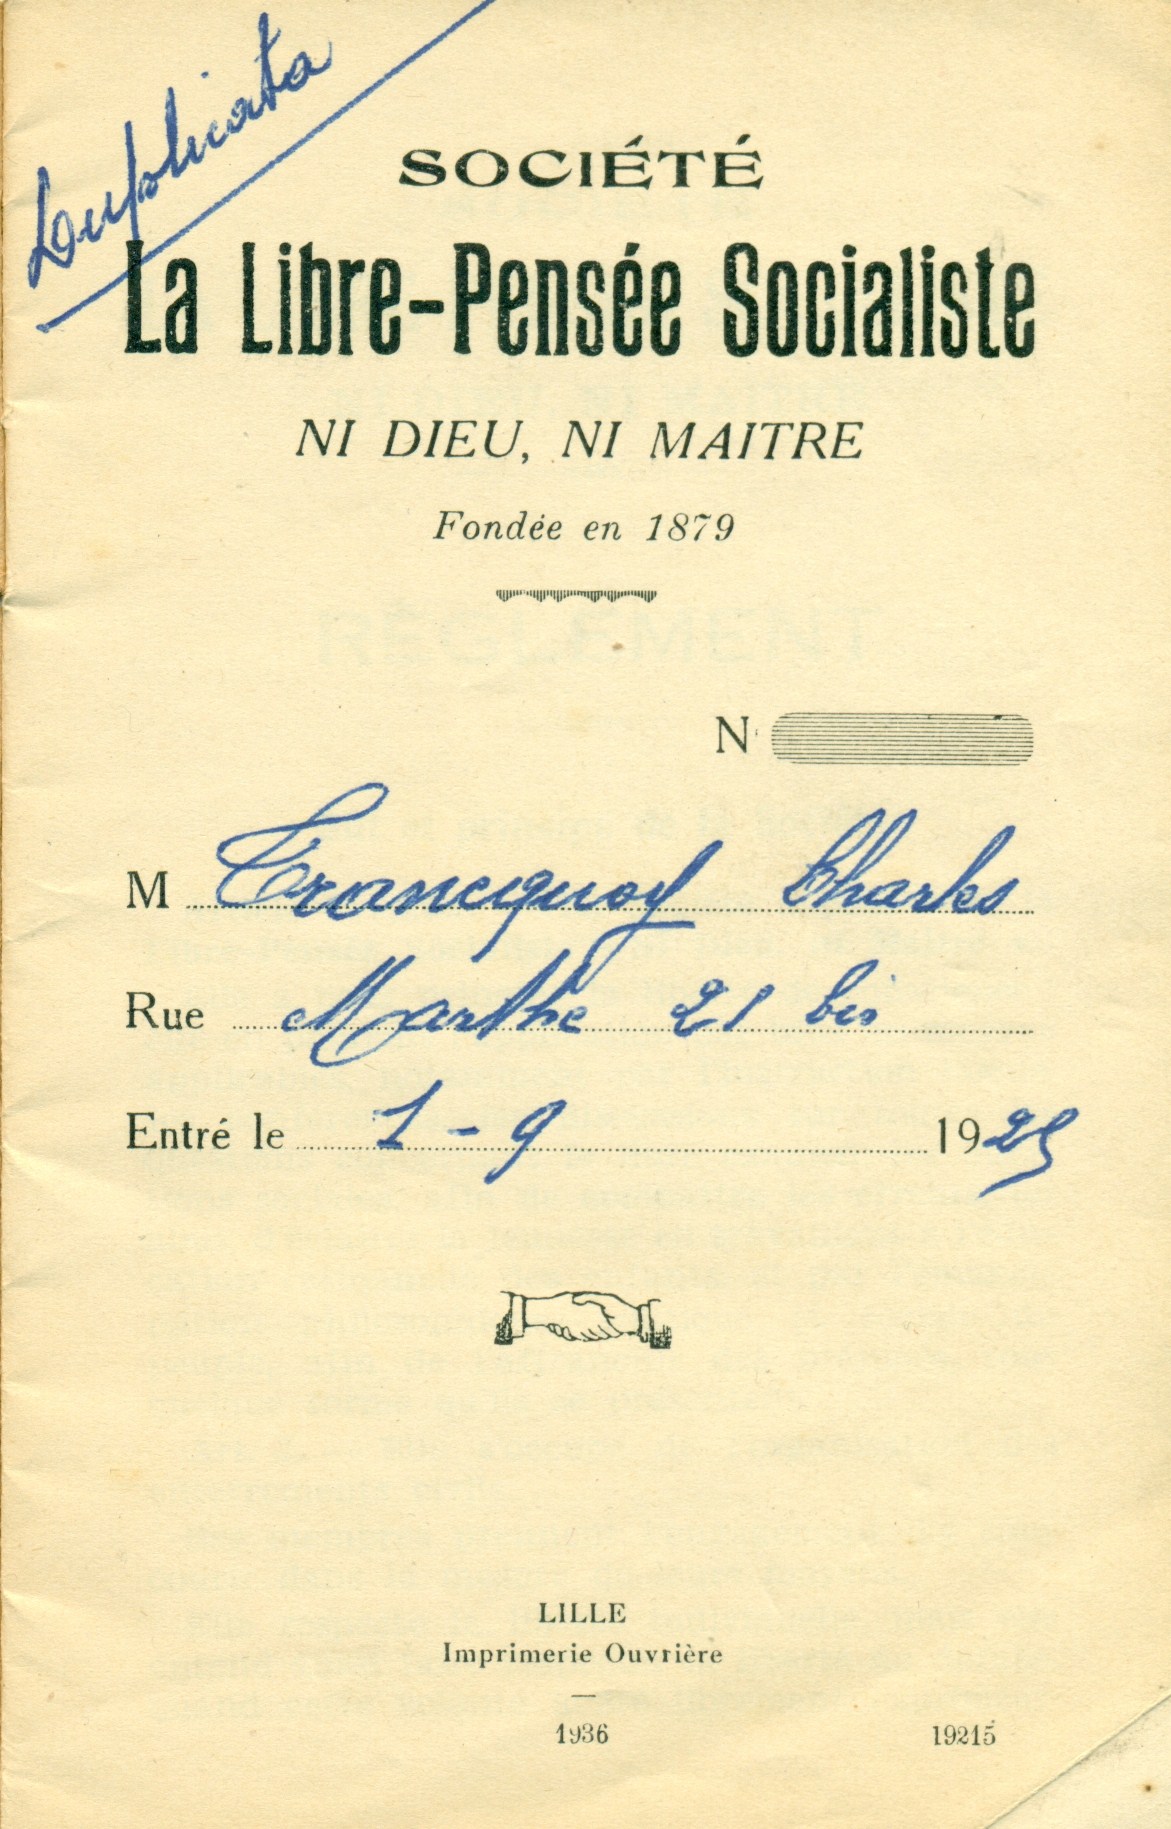 Duplicata
SOCIÉTÉ
La Libre-Pensée Socialiste
NI DIEU, NI MAITRE
Fondée en 1879
N°
M Trancquoy Charles
Rue Marthe 21 bis
Entré le 1-9 1925
LILLE
Imprimerie Ouvrière
1936 19215